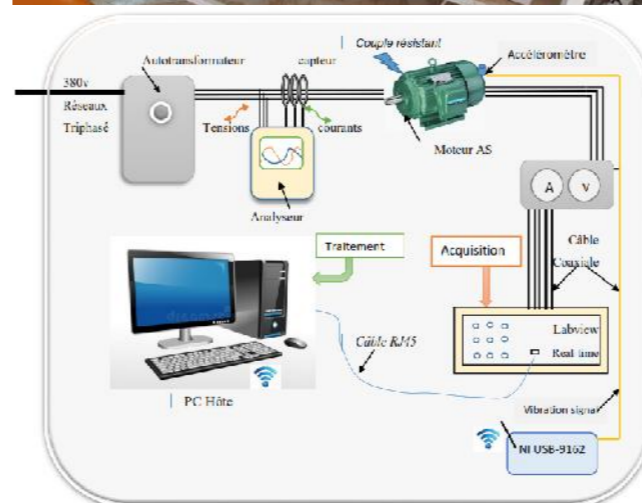 Couple résistant
Autotransformateur
capteur
Accéléromètre
380v
Réseaux
Triphasé
Tensions
courants
Moteur AS
Analyseur
A
v
Traitement
Acquisition
Câble
Coaxiale
Labview
Real time
Câble RJ45
PC Hôte
Vibration signal
NI USB-9162